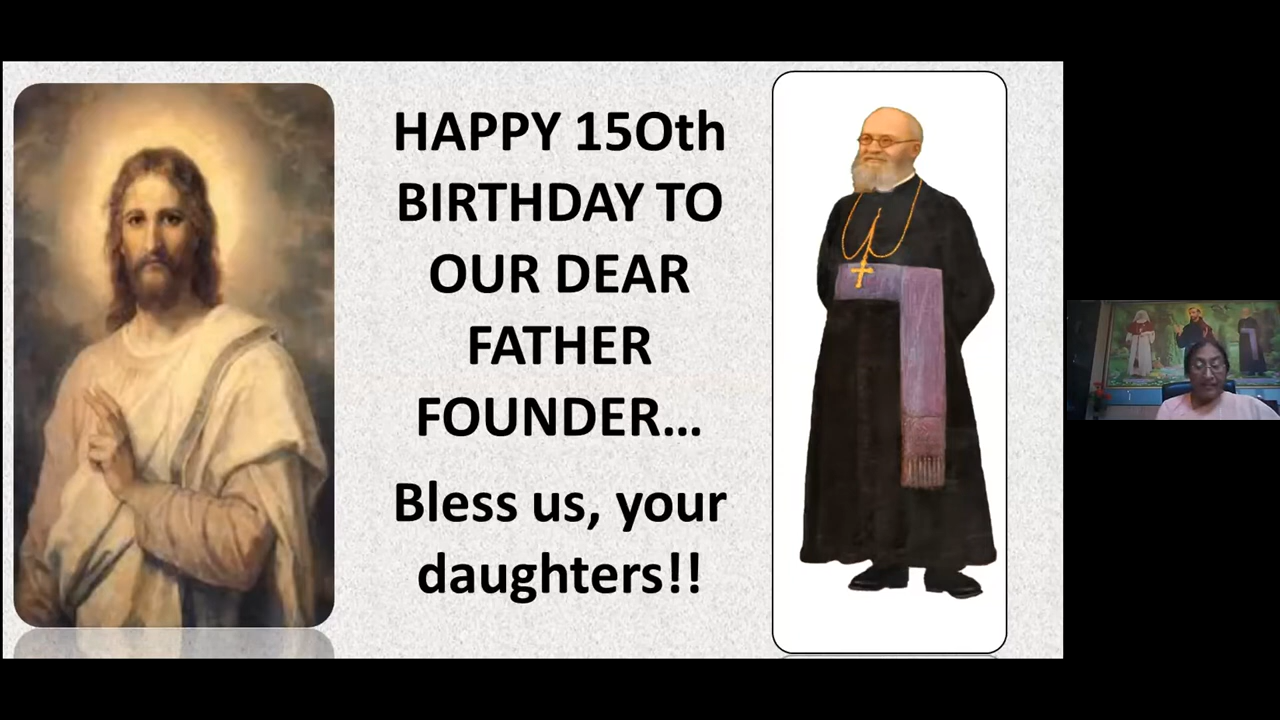 HAPPY 15Oth
BIRTHDAY TO
OUR DEAR
FATHER
FOUNDER...
Bless us, your
daughters!!